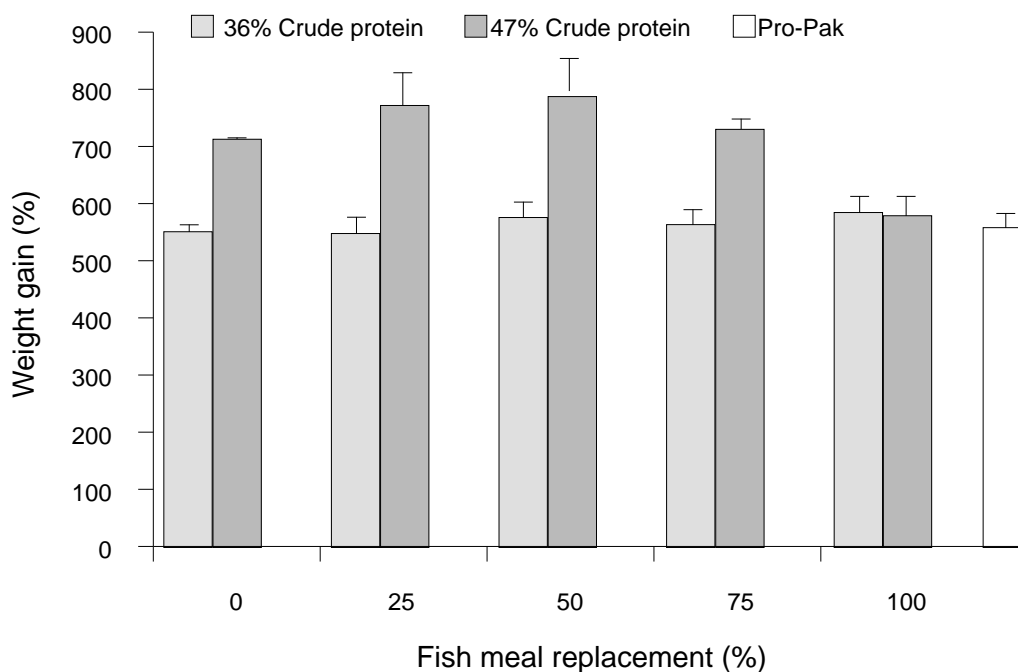 36% Crude protein 47% Crude protein Pro-Pak
900
800
700
600
500
400
300
200
100
0
Weight gain (%)
0 25 50 75 100
Fish meal replacement (%)